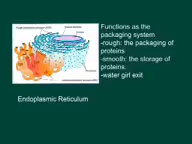 Functions as the
packaging system
-rough: the packaging of
proteins
-smooth: the storage of
proteins.
-water girl exit
Endoplasmic Reticulum